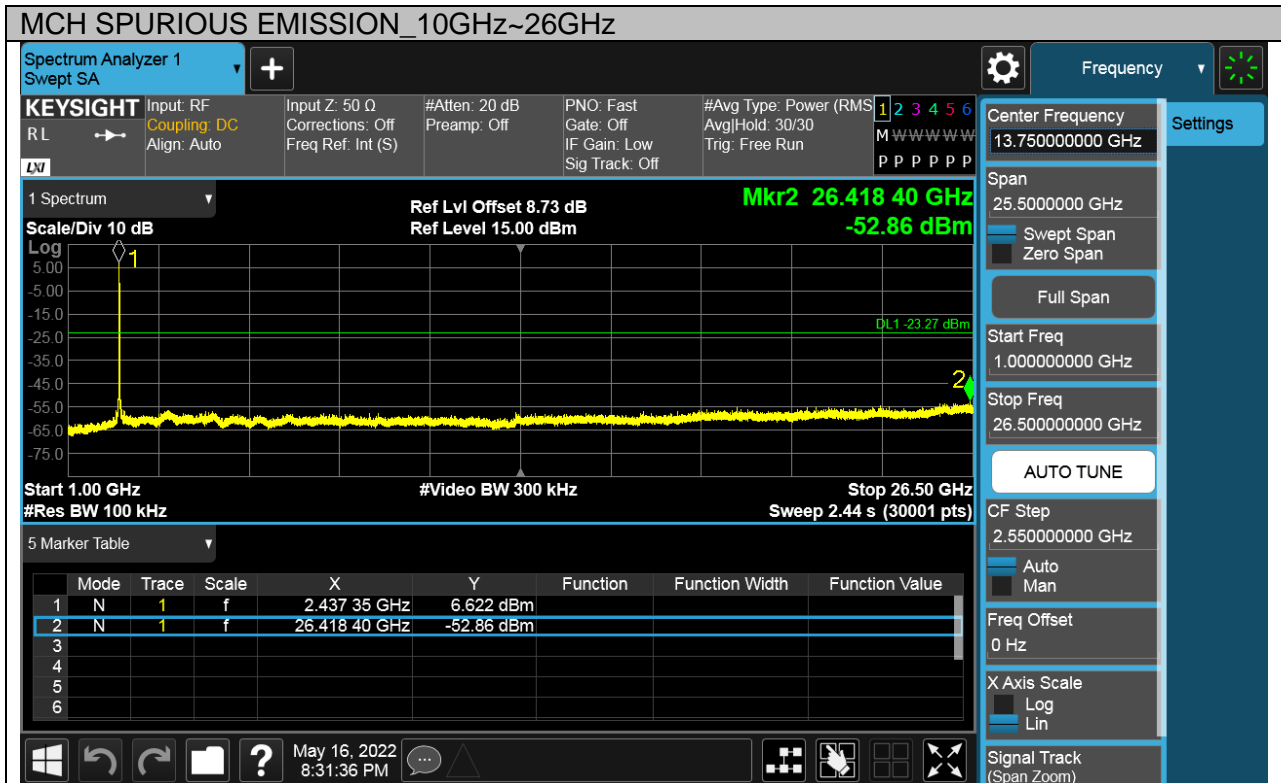 MCH SPURIOUS EMISSION_10GHz~26GHz
Spectrum Analyzer 1
Swept SA
+
Frequency
KEYSIGHT
RL
LXI
Input: RF
Coupling: DC
Align: Auto
Input Z: 50 Ω
Corrections: Off
Freq Ref: Int (S)
#Atten: 20 dB
Preamp: Off
PNO: Fast
Gate: Off
IF Gain: Low
Sig Track: Off
#Avg Type: Power (RMS
Avg|Hold: 30/30
Trig: Free Run
1 2 3 4 5 6
M W W W W W
P P P P P P
1 Spectrum
Scale/Div 10 dB
Ref Lvl Offset 8.73 dB
Ref Level 15.00 dBm
Mkr2 26.418 40 GHz
-52.86 dBm
Log
5.00
-5.00
-15.0
-25.0
-35.0
-45.0
-55.0
-65.0
-75.0
1
DL1 -23.27 dBm
2
Start 1.00 GHz
#Res BW 100 kHz
#Video BW 300 kHz
Stop 26.50 GHz
Sweep 2.44 s (30001 pts)
5 Marker Table
Mode Trace Scale X Y Function Function Width Function Value
1 N 1 f 2.437 35 GHz 6.622 dBm
2 N 1 f 26.418 40 GHz -52.86 dBm
3
4
5
6
?
May 16, 2022
8:31:36 PM
Center Frequency
13.750000000 GHz
Settings
Span
25.5000000 GHz
Swept Span
Zero Span
Full Span
Start Freq
1.000000000 GHz
Stop Freq
26.500000000 GHz
AUTO TUNE
CF Step
2.550000000 GHz
Auto
Man
Freq Offset
0 Hz
X Axis Scale
Log
Lin
Signal Track
(Span Zoom)